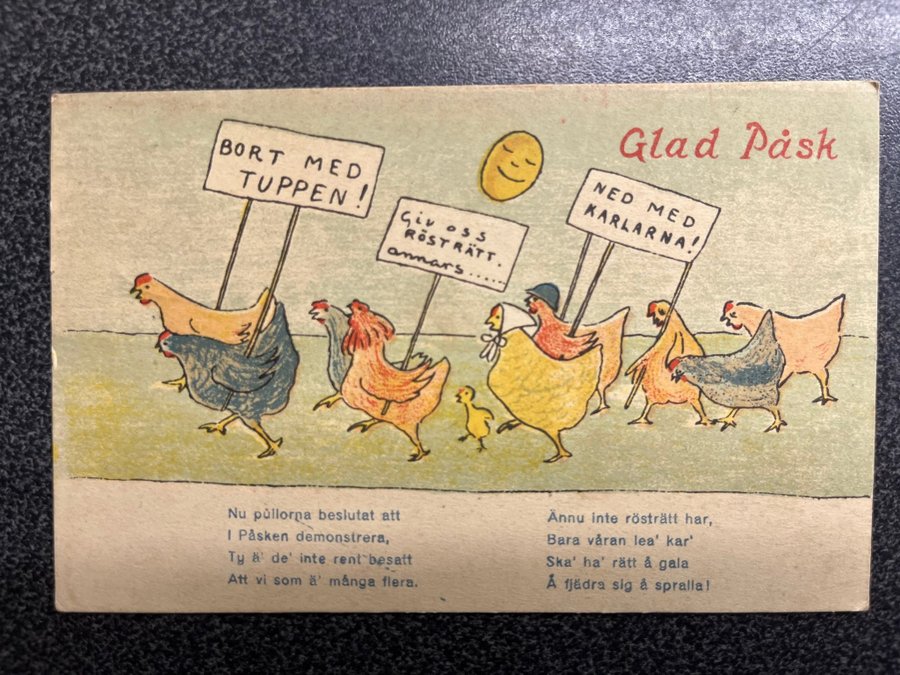 Glad Påsk
BORT MED
TUPPEN!
Giv oss
RÖSTRÄTT.
annars.....
NED MED
KARLARNA!
Nu pullorna beslutat att
I Påsken demonstrera,
Ty ä' de' inte rent besatt
Att vi som ä' många flera.
Ännu inte rösträtt har,
Bara våran lea' kar'
Ska' ha' rätt å gala
Å fjädra sig å spralla!